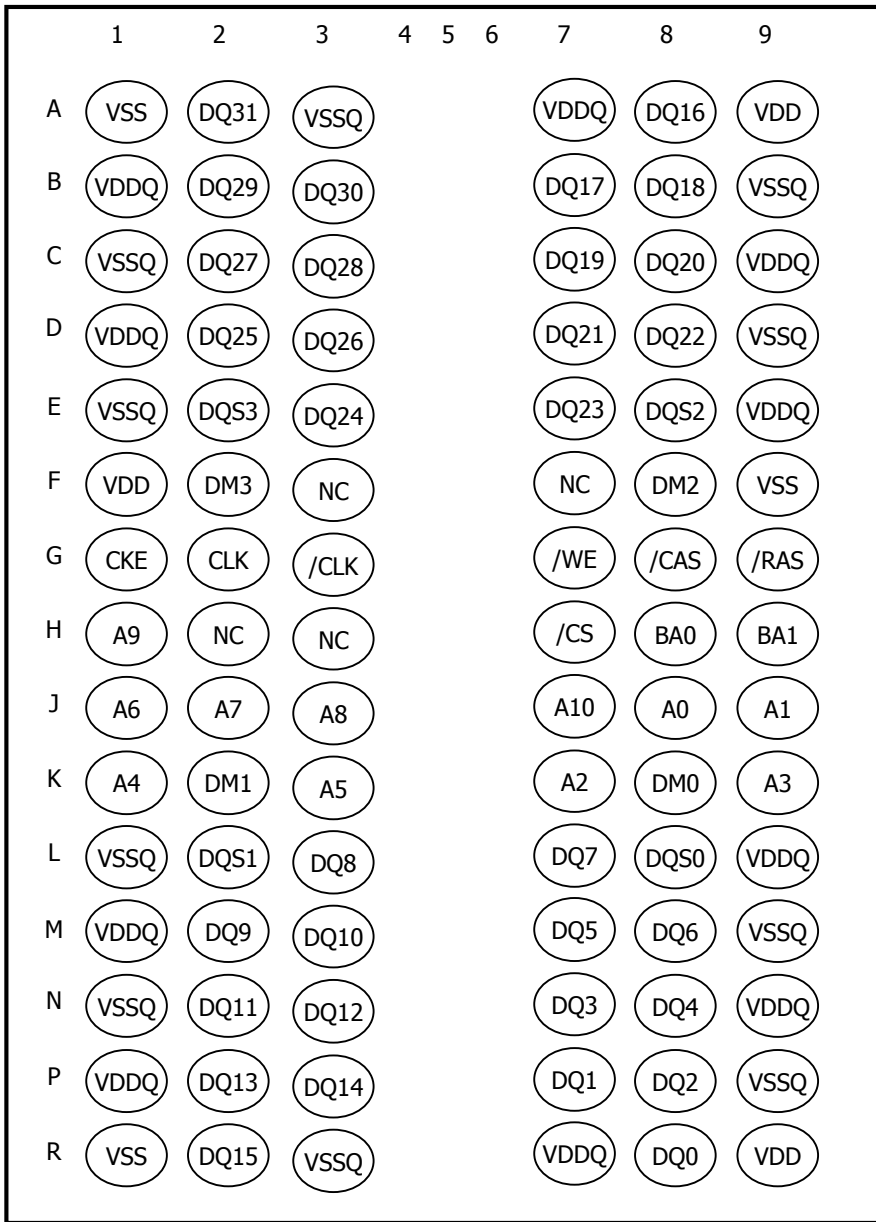 1 2 3 4 5 6 7 8 9
A VSS DQ31 VSSQ VDDQ DQ16 VDD
B VDDQ DQ29 DQ30 DQ17 DQ18 VSSQ
C VSSQ DQ27 DQ28 DQ19 DQ20 VDDQ
D VDDQ DQ25 DQ26 DQ21 DQ22 VSSQ
E VSSQ DQS3 DQ24 DQ23 DQS2 VDDQ
F VDD DM3 NC NC DM2 VSS
G CKE CLK /CLK /WE /CAS /RAS
H A9 NC NC /CS BA0 BA1
J A6 A7 A8 A10 A0 A1
K A4 DM1 A5 A2 DM0 A3
L VSSQ DQS1 DQ8 DQ7 DQS0 VDDQ
M VDDQ DQ9 DQ10 DQ5 DQ6 VSSQ
N VSSQ DQ11 DQ12 DQ3 DQ4 VDDQ
P VDDQ DQ13 DQ14 DQ1 DQ2 VSSQ
R VSS DQ15 VSSQ VDDQ DQ0 VDD